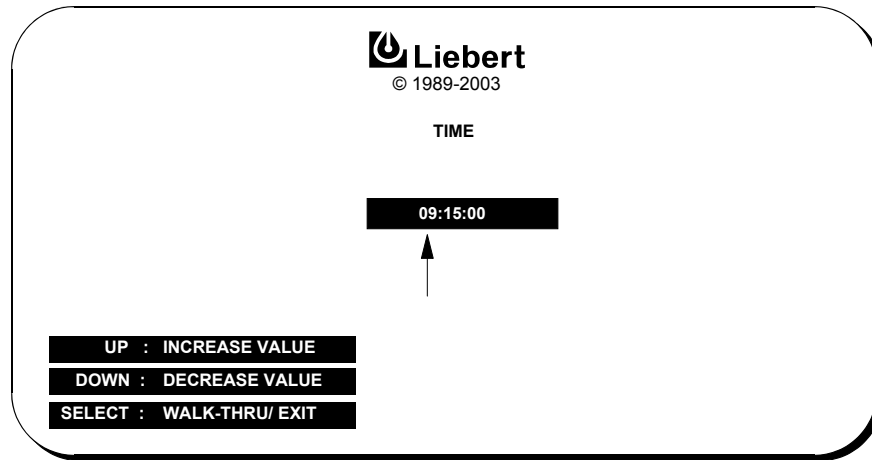 Liebert
© 1989-2003
TIME
09:15:00
UP : INCREASE VALUE
DOWN : DECREASE VALUE
SELECT : WALK-THRU/ EXIT